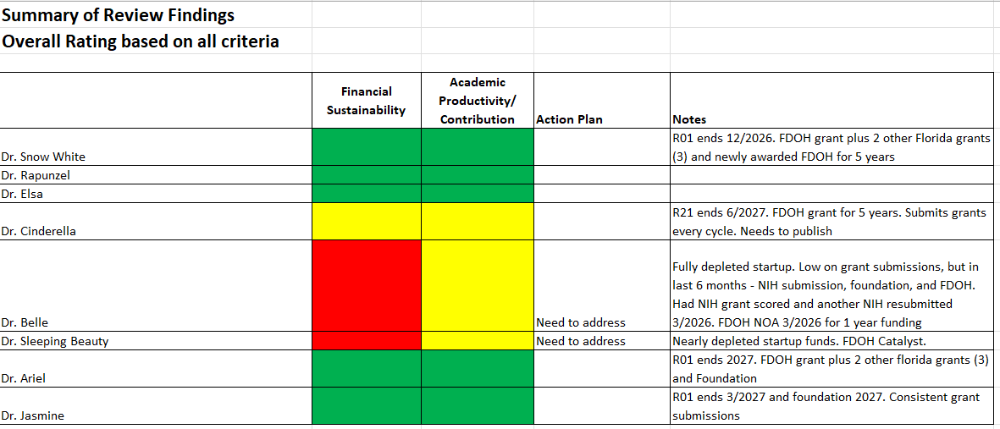 Summary of Review Findings
Overall Rating based on all criteria
Financial
Sustainability
Academic
Productivity/
Contribution
Action Plan
Notes
Dr. Snow White
R01 ends 12/2026. FDOH grant plus 2 other Florida grants
(3) and newly awarded FDOH for 5 years
Dr. Rapunzel
Dr. Elsa
Dr. Cinderella
R21 ends 6/2027. FDOH grant for 5 years. Submits grants
every cycle. Needs to publish
Dr. Belle
Need to address
Fully depleted startup. Low on grant submissions, but in
last 6 months - NIH submission, foundation, and FDOH.
Had NIH grant scored and another NIH resubmitted
3/2026. FDOH NOA 3/2026 for 1 year funding
Dr. Sleeping Beauty
Need to address
Nearly depleted startup funds. FDOH Catalyst.
Dr. Ariel
R01 ends 2027. FDOH grant plus 2 other florida grants (3)
and Foundation
Dr. Jasmine
R01 ends 3/2027 and foundation 2027. Consistent grant
submissions